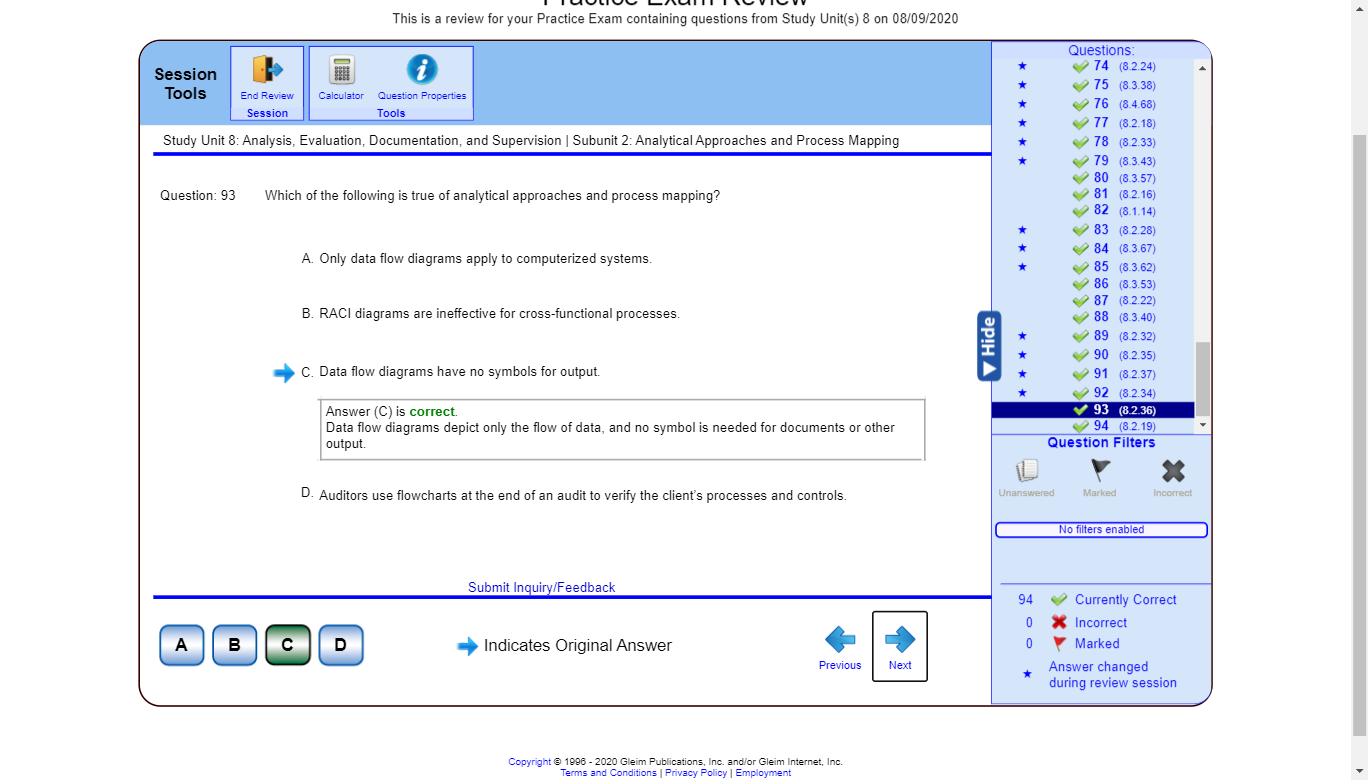 Practice Exam Review
This is a review for your Practice Exam containing questions from Study Unit(s) 8 on 08/09/2020
Session
Tools
End Review
Session
Calculator
Question Properties
Tools
Study Unit 8: Analysis, Evaluation, Documentation, and Supervision | Subunit 2: Analytical Approaches and Process Mapping
Question: 93 Which of the following is true of analytical approaches and process mapping?
A. Only data flow diagrams apply to computerized systems.
B. RACI diagrams are ineffective for cross-functional processes.
C. Data flow diagrams have no symbols for output.
Answer (C) is correct.
Data flow diagrams depict only the flow of data, and no symbol is needed for documents or other
output.
D. Auditors use flowcharts at the end of an audit to verify the client's processes and controls.
Submit Inquiry/Feedback
A B C D
Indicates Original Answer
Previous
Next
Questions:
74 (8.2.24)
75 (8.3.38)
76 (8.4.68)
77 (8.2.18)
78 (8.2.33)
79 (8.3.43)
80 (8.3.57)
81 (8.2.16)
82 (8.1.14)
83 (8.2.28)
84 (8.3.67)
85 (8.3.62)
86 (8.3.53)
87 (8.2.22)
88 (8.3.40)
89 (8.2.32)
90 (8.2.35)
91 (8.2.37)
92 (8.2.34)
93 (8.2.36)
94 (8.2.19)
Hide
Question Filters
Unanswered
Marked
Incorrect
No filters enabled
94 Currently Correct
0 Incorrect
0 Marked
Answer changed
during review session
Copyright © 1996 - 2020 Gleim Publications, Inc. and/or Gleim Internet, Inc.
Terms and Conditions | Privacy Policy | Employment